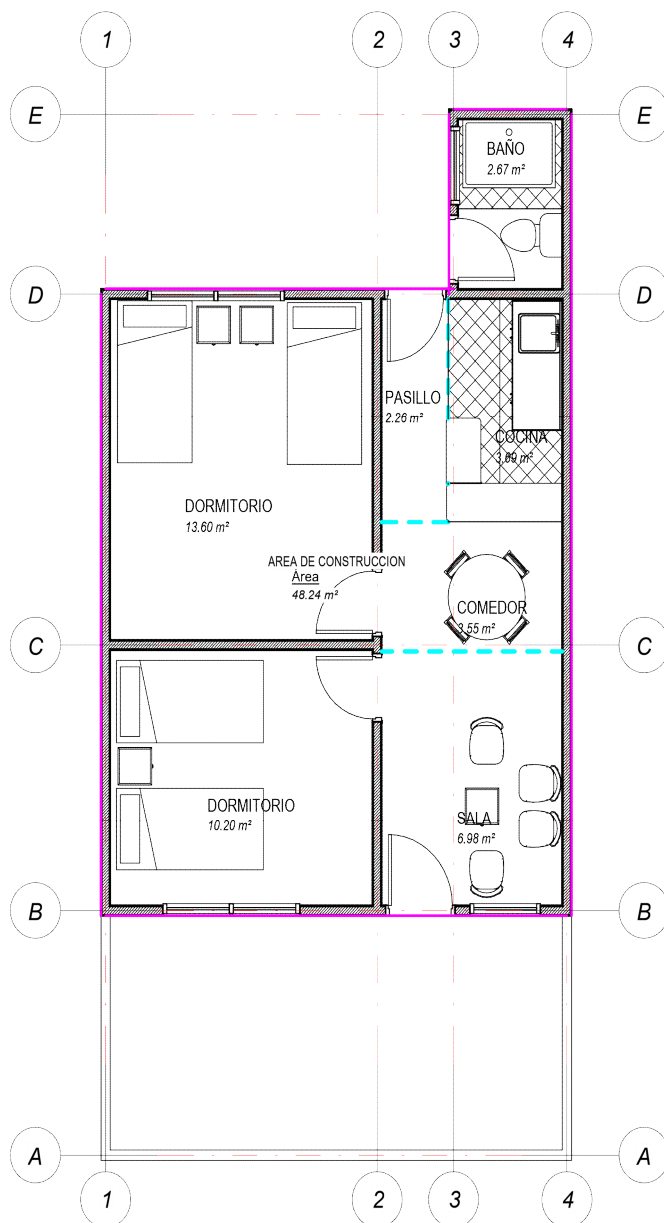 1
2
3
4
E
E
BAÑO
2.67 m²
D
D
PASILLO
2.26 m²
COCINA
3.69 m²
DORMITORIO
13.60 m²
AREA DE CONSTRUCCION
Área
48.24 m²
COMEDOR
3.55 m²
C
C
DORMITORIO
10.20 m²
SALA
6.98 m²
B
B
A
A
1
2
3
4